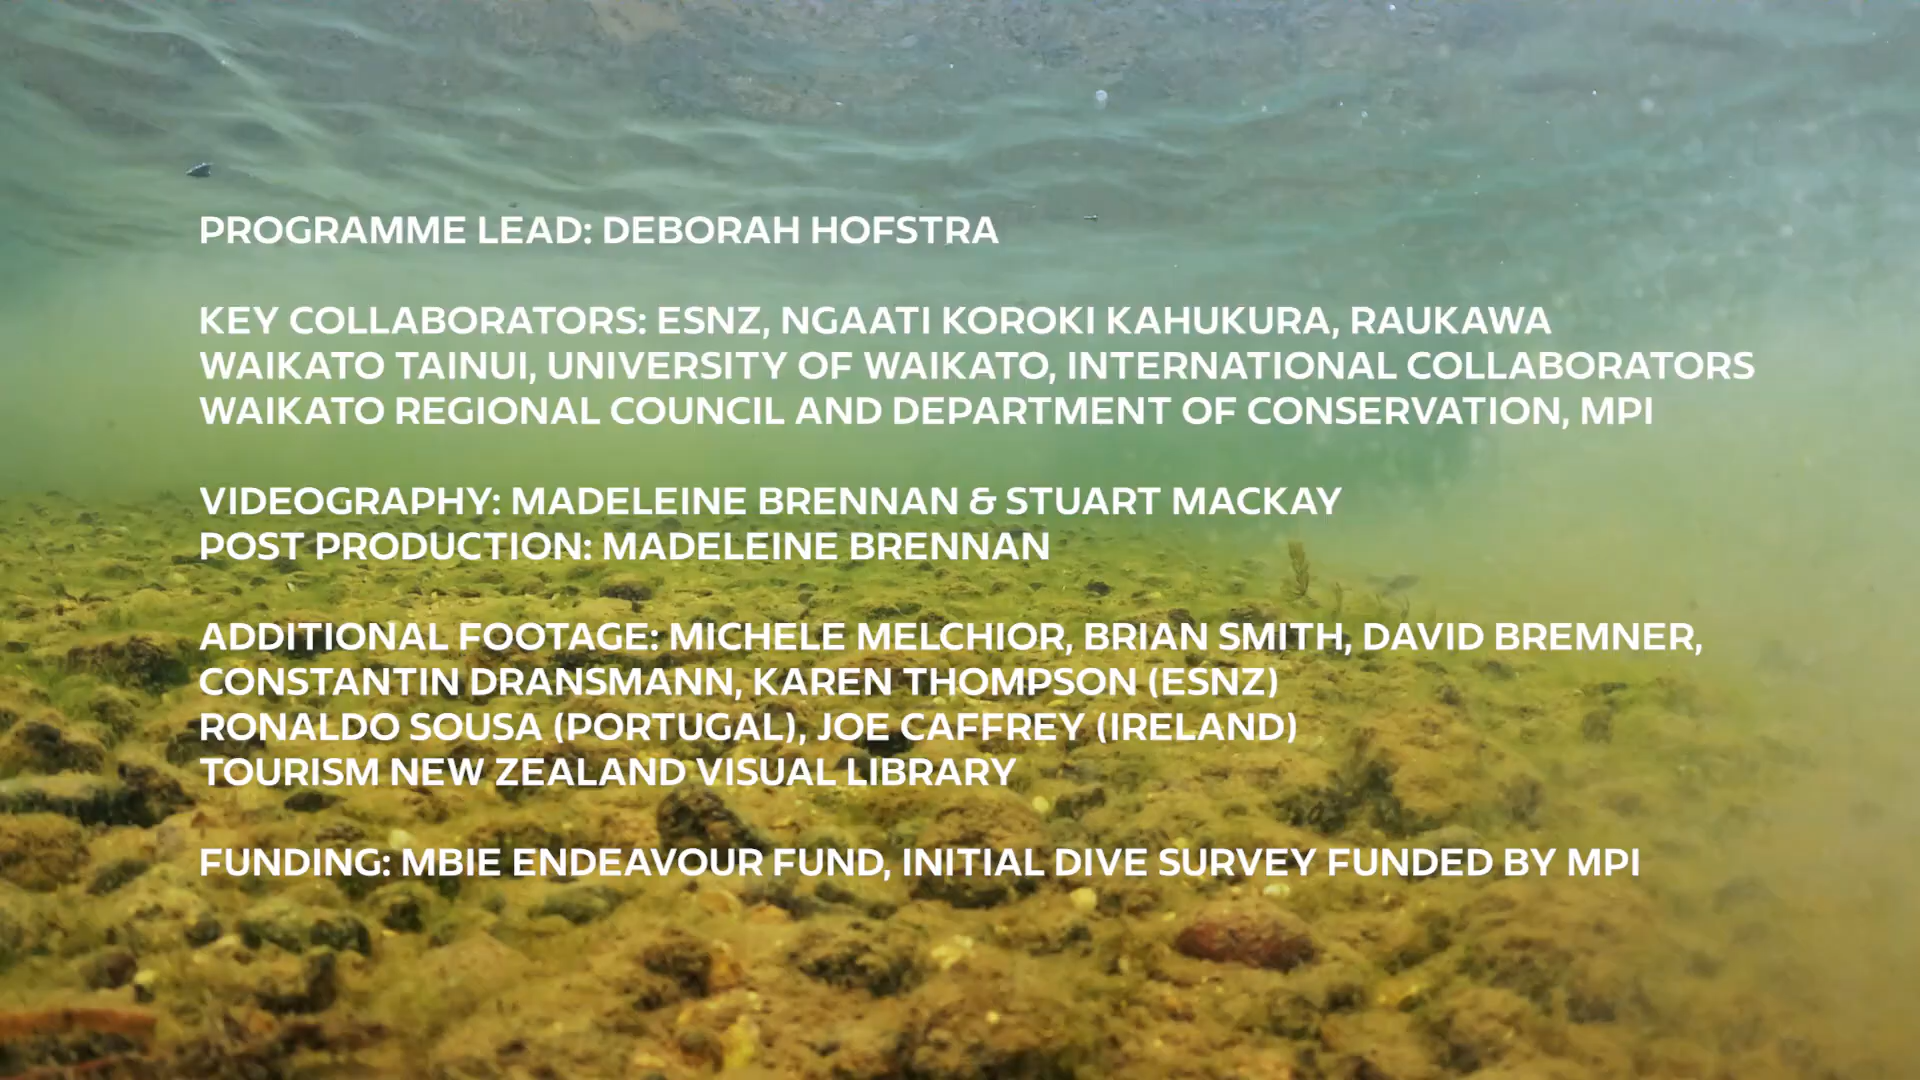 PROGRAMME LEAD: DEBORAH HOFSTRA
KEY COLLABORATORS: ESNZ, NGAATI KOROKI KAHUKURA, RAUKAWA
WAIKATO TAINUI, UNIVERSITY OF WAIKATO, INTERNATIONAL COLLABORATORS
WAIKATO REGIONAL COUNCIL AND DEPARTMENT OF CONSERVATION, MPI
VIDEOGRAPHY: MADELEINE BRENNAN & STUART MACKAY
POST PRODUCTION: MADELEINE BRENNAN
ADDITIONAL FOOTAGE: MICHELE MELCHIOR, BRIAN SMITH, DAVID BREMNER,
CONSTANTIN DRANSMANN, KAREN THOMPSON (ESNZ)
RONALDO SOUSA (PORTUGAL), JOE CAFFREY (IRELAND)
TOURISM NEW ZEALAND VISUAL LIBRARY
FUNDING: MBIE ENDEAVOUR FUND, INITIAL DIVE SURVEY FUNDED BY MPI